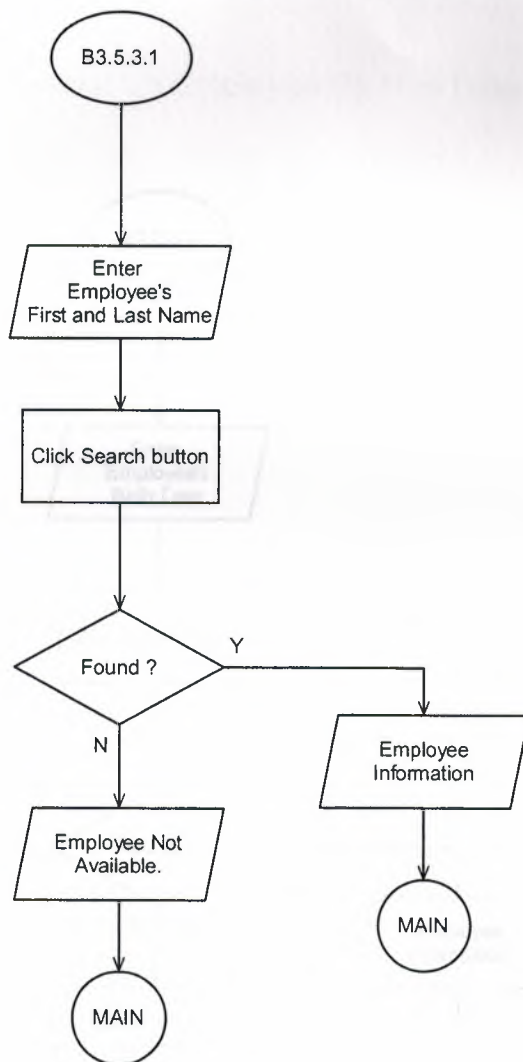 B3.5.3.1
Enter
Employee's
First and Last Name
Click Search button
Found ?
Y
N
Employee
Information
Employee Not
Available.
MAIN
MAIN